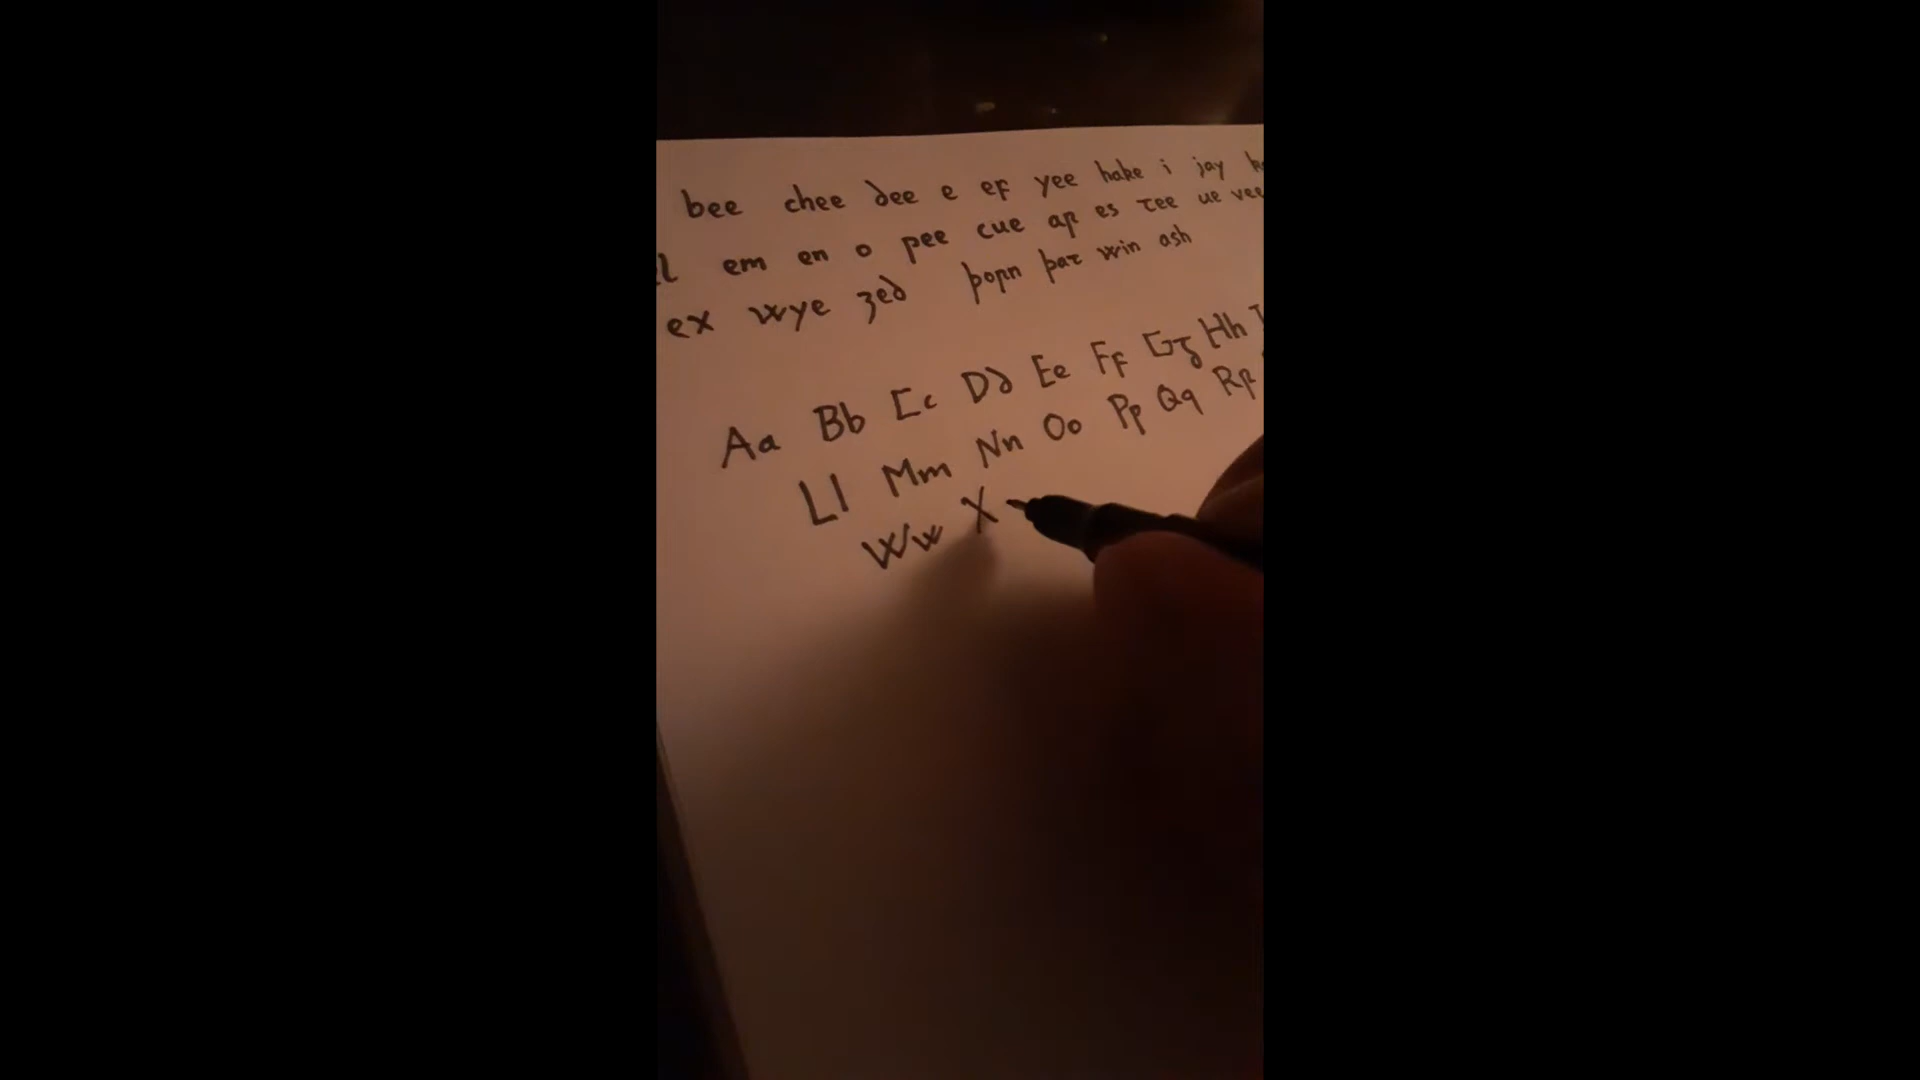 bee chee dee e ef yee hake i jay
em en o pee cue ar es tee ue vee
ex wye zed þorn þat win ash
Aa Bb Cc Dd Ee Ff Gg Hh
Ll Mm Nn Oo Pp Qq Rr
Ww X